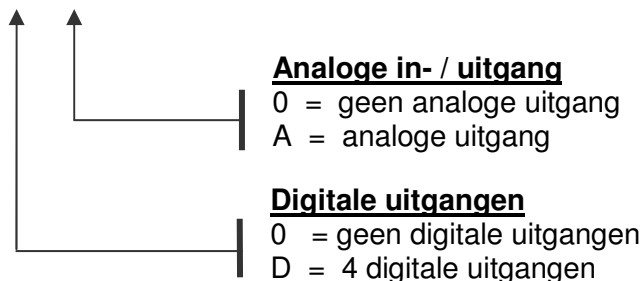 Analoge in- / uitgang
0 = geen analoge uitgang
A = analoge uitgang
Digitale uitgangen
0 = geen digitale uitgangen
D = 4 digitale uitgangen